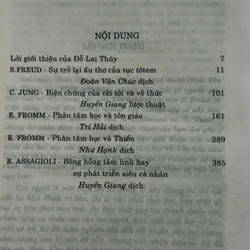 NỘI DUNG
Lời giới thiệu của Đỗ Lai Thúy 7
S.FREUD - Sự trở lại ấu thơ của tục tôtem 11
Đoàn Văn Chúc dịch
C. JUNG - Biện chứng của cái tôi và vô thức 101
Huyền Giang lược thuật
E. FROMM - Phân tâm học và tôn giáo 161
Trí Hải dịch
E. FROMM - Phân tâm học và Thiền 289
Như Hạnh dịch
R. ASSAGIOLI - Bông hồng tâm linh hay 385
sự phát triển siêu cá nhân
Huyền Giang dịch